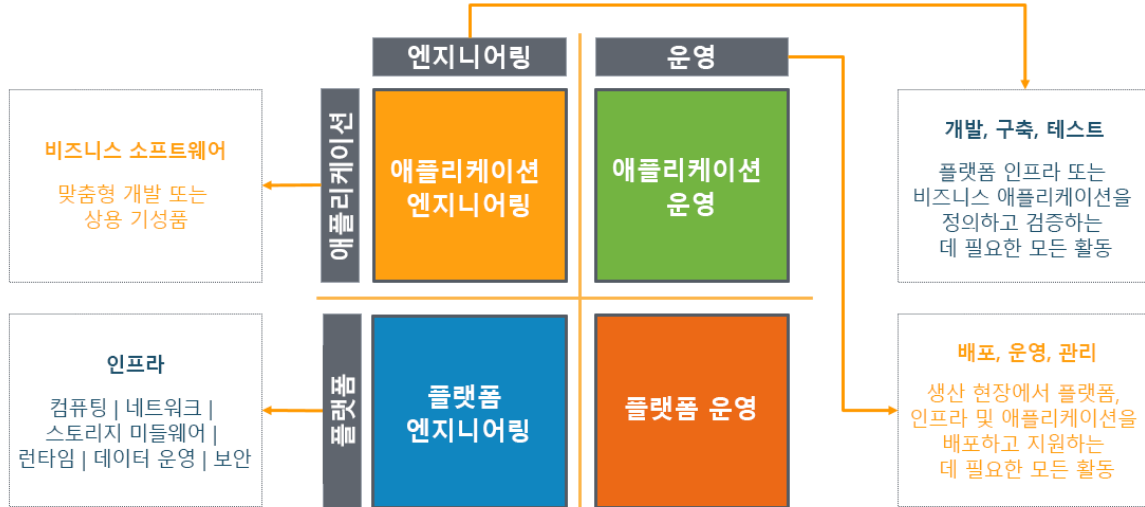 엔지니어링
운영
애플리케이션
비즈니스 소프트웨어
맞춤형 개발 또는
상용 기성품
애플리케이션
엔지니어링
애플리케이션
운영
개발, 구축, 테스트
플랫폼 인프라 또는
비즈니스 애플리케이션을
정의하고 검증하는
데 필요한 모든 활동
플랫폼
인프라
컴퓨팅 | 네트워크 |
스토리지 미들웨어 |
런타임 | 데이터 운영 | 보안
플랫폼
엔지니어링
플랫폼 운영
배포, 운영, 관리
생산 현장에서 플랫폼,
인프라 및 애플리케이션을
배포하고 지원하는
데 필요한 모든 활동